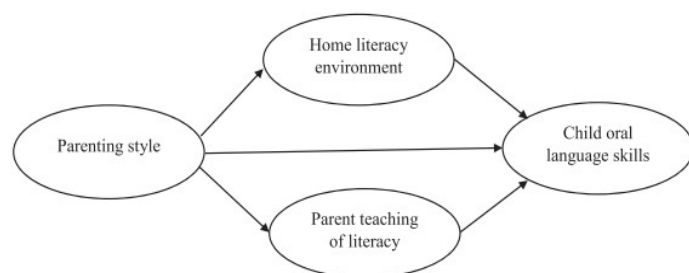 Home literacy
environment
Parenting style
Child oral
language skills
Parent teaching
of literacy